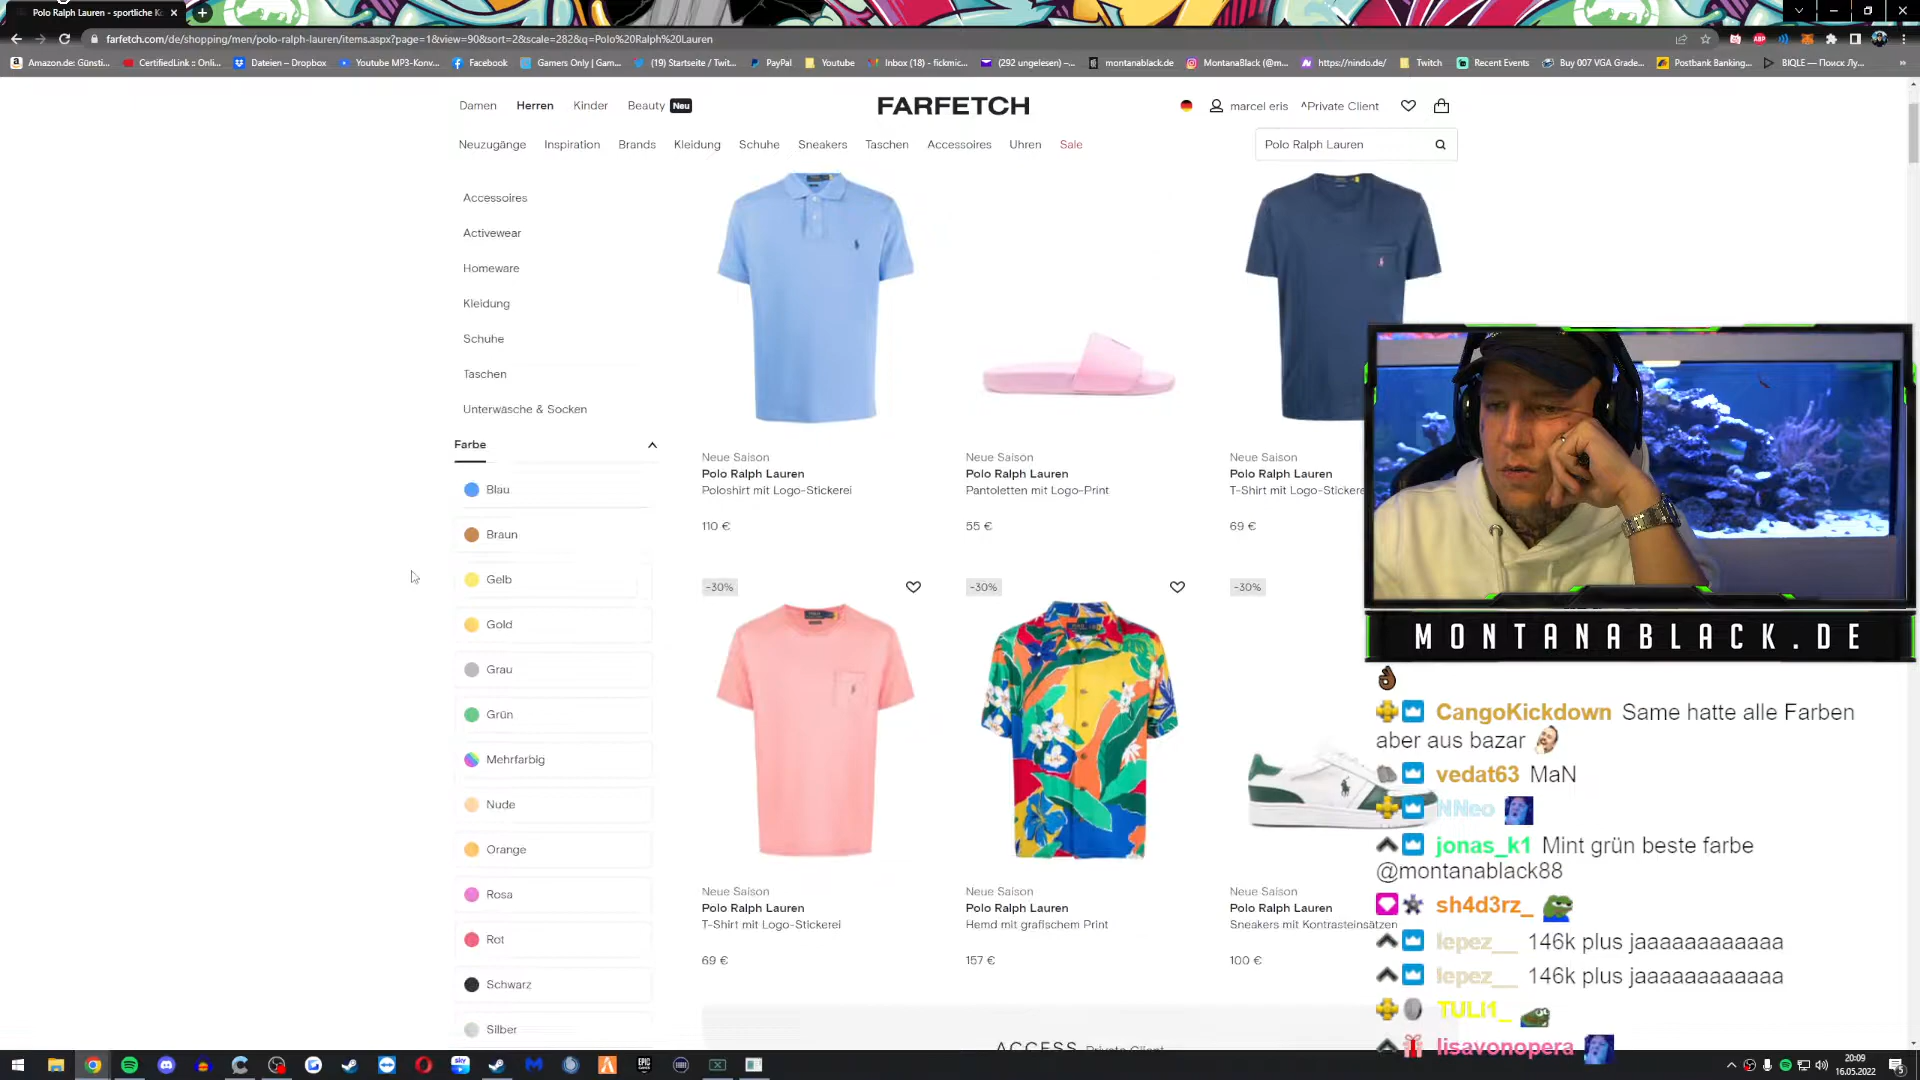 Polo Ralph Lauren - sportliche Ko
farfetch.com/de/shopping/men/polo-ralph-lauren/items.aspx?page=1&view=90&sort=2&scale=282&q=Polo%20Ralph%20Lauren
Amazon.de: Günsti... CertifiedLink :: Onli... Dateien – Dropbox Youtube MP3-Konv... Facebook Gamers Only | Gam... (19) Startseite / Twit... PayPal Youtube Inbox (18) - fickmic... (292 ungelesen) –... montanablack.de MontanaBlack (@m... https://nindo.de/ Twitch Recent Events Buy 007 VGA Grade... Postbank Banking... BIQLE — Поиск Лу... »
Damen Herren Kinder Beauty Neu FARFETCH marcel eris ^Private Client
Neuzugänge Inspiration Brands Kleidung Schuhe Sneakers Taschen Accessoires Uhren Sale Polo Ralph Lauren
Accessoires
Activewear
Homeware
Kleidung
Schuhe
Taschen
Unterwäsche & Socken
Farbe
Blau
Braun
Gelb
Gold
Grau
Grün
Mehrfarbig
Nude
Orange
Rosa
Rot
Schwarz
Silber
Neue Saison
Polo Ralph Lauren
Poloshirt mit Logo-Stickerei
110 €
Neue Saison
Polo Ralph Lauren
Pantoletten mit Logo-Print
55 €
Neue Saison
Polo Ralph Lauren
T-Shirt mit Logo-Stickere
69 €
-30%
Neue Saison
Polo Ralph Lauren
T-Shirt mit Logo-Stickerei
69 €
-30%
Neue Saison
Polo Ralph Lauren
Hemd mit grafischem Print
157 €
-30%
Neue Saison
Polo Ralph Lauren
Sneakers mit Kontrasteinsätzen
100 €
ACCESS Private Client
MONTANABLACK.DE
CangoKickdown Same hatte alle Farben
aber aus bazar
vedat63 MaN
NNeo
jonas_k1 Mint grün beste farbe
@montanablack88
sh4d3rz_
lepez__ 146k plus jaaaaaaaaaaaa
lepez__ 146k plus jaaaaaaaaaaaa
TULI1_
lisavonopera
20:09
16.05.2022